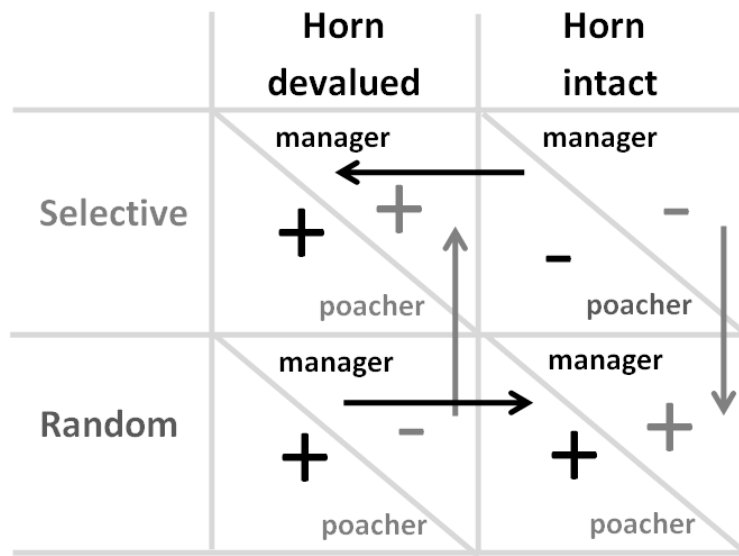 Horn
devalued
Horn
intact
manager
manager
Selective
+
+
-
-
poacher
poacher
manager
manager
Random
+
-
+
+
poacher
poacher